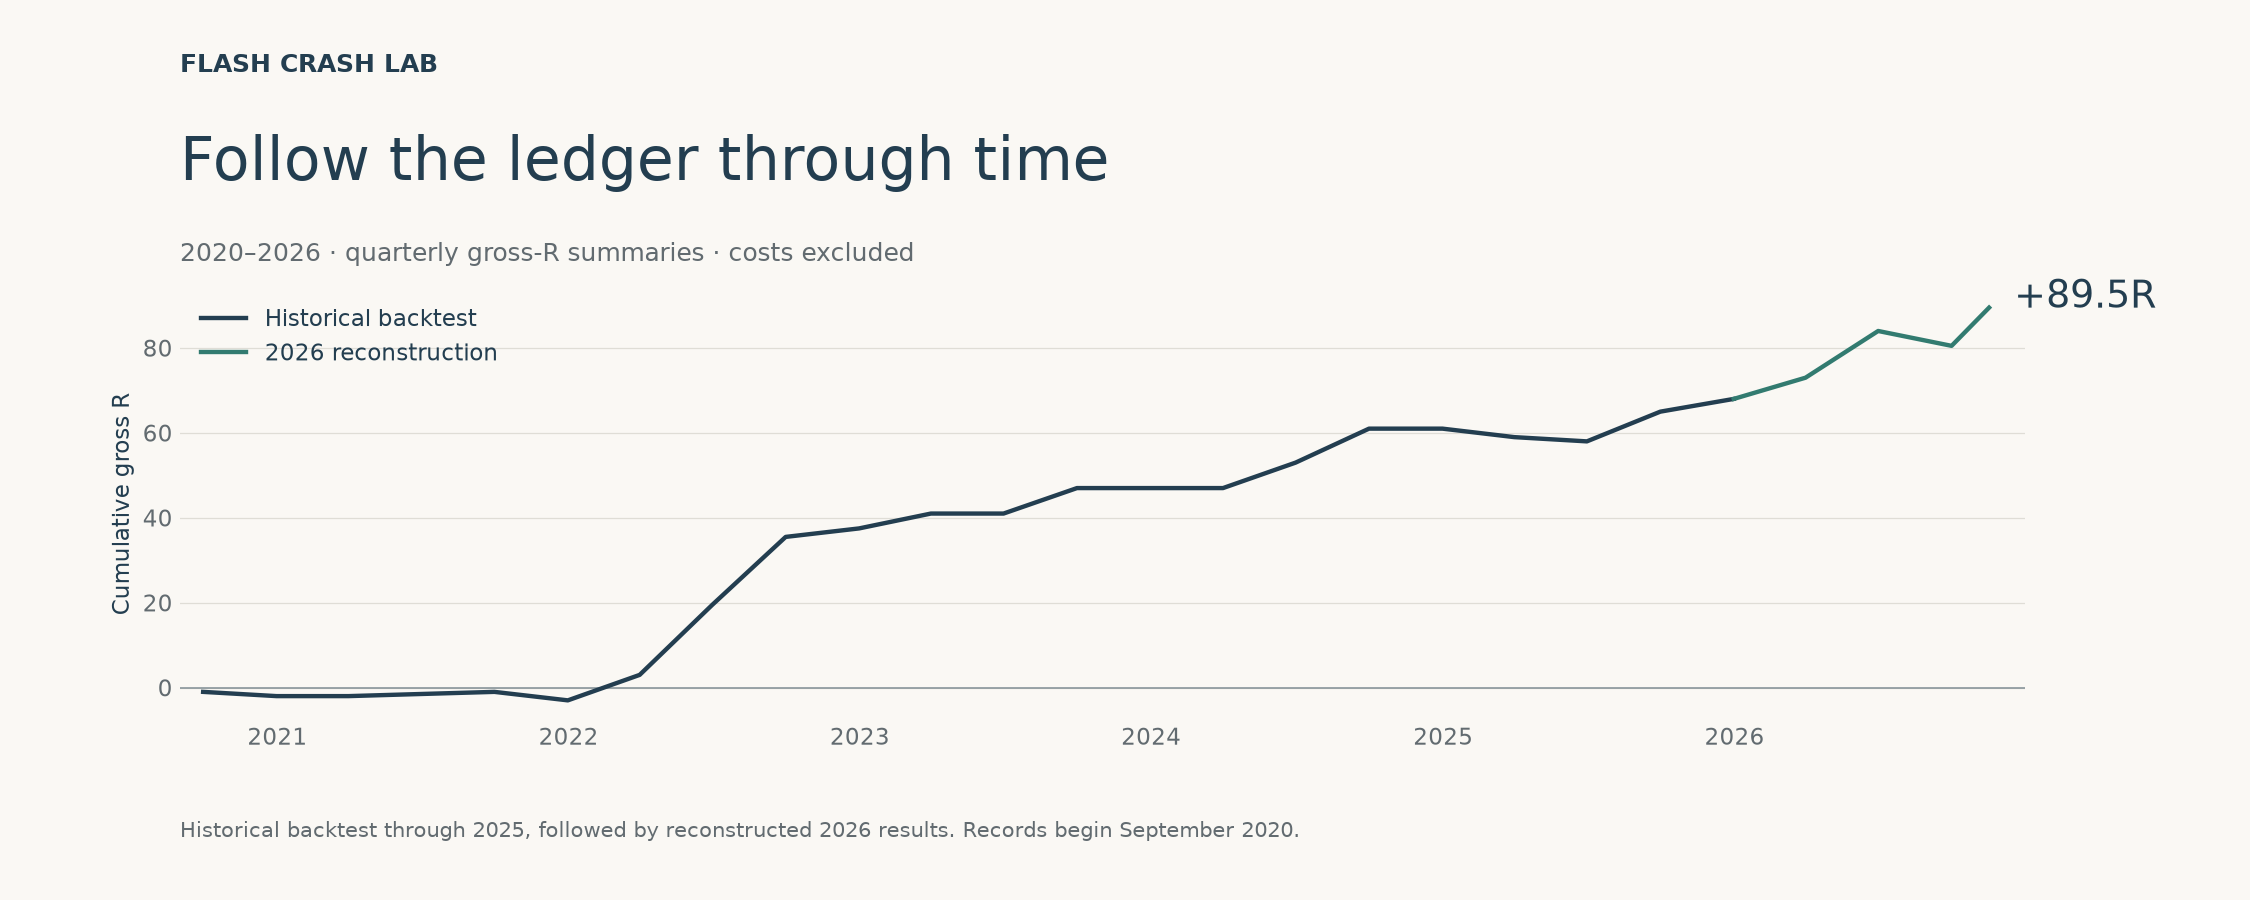 FLASH CRASH LAB
Follow the ledger through time
2020–2026 · quarterly gross-R summaries · costs excluded
+89.5R
Historical backtest
2026 reconstruction
80
60
40
20
0
Cumulative gross R
2021 2022 2023 2024 2025 2026
Historical backtest through 2025, followed by reconstructed 2026 results. Records begin September 2020.